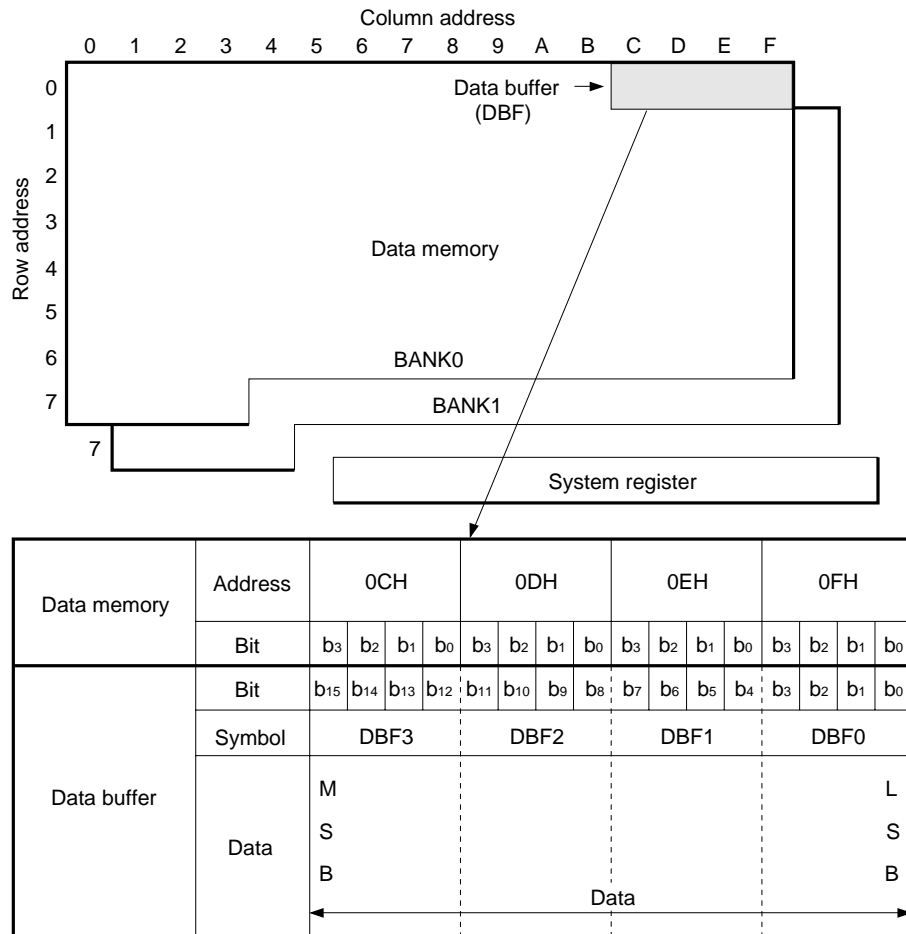 Column address
0 1 2 3 4 5 6 7 8 9 A B C D E F
0
Data buffer
(DBF)
1
2
3
Row address
Data memory
4
5
6
BANK0
7
BANK1
7
System register
Data memory Address 0CH 0DH 0EH 0FH
Bit b3 b2 b1 b0 b3 b2 b1 b0 b3 b2 b1 b0 b3 b2 b1 b0
Data buffer Bit b15 b14 b13 b12 b11 b10 b9 b8 b7 b6 b5 b4 b3 b2 b1 b0
Symbol DBF3 DBF2 DBF1 DBF0
Data
M L
S S
B B
Data